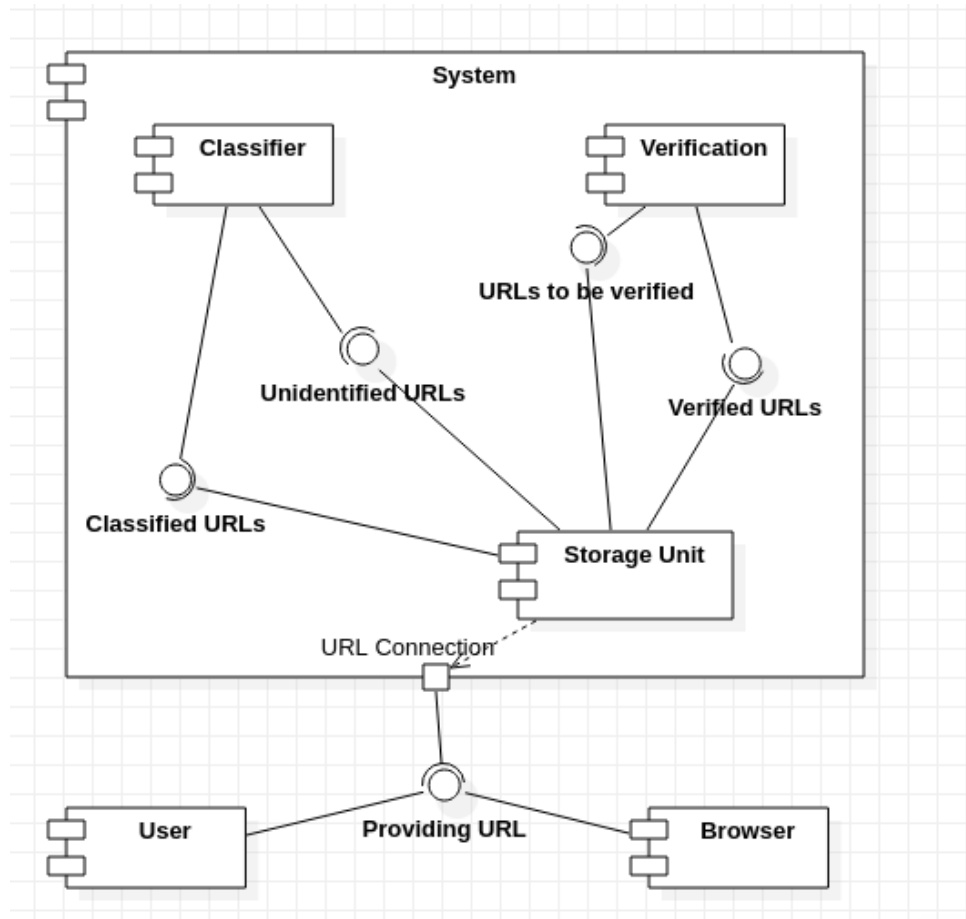 System
Classifier
Verification
URLs to be verified
Unidentified URLs
Verified URLs
Classified URLs
Storage Unit
URL Connection
User
Providing URL
Browser